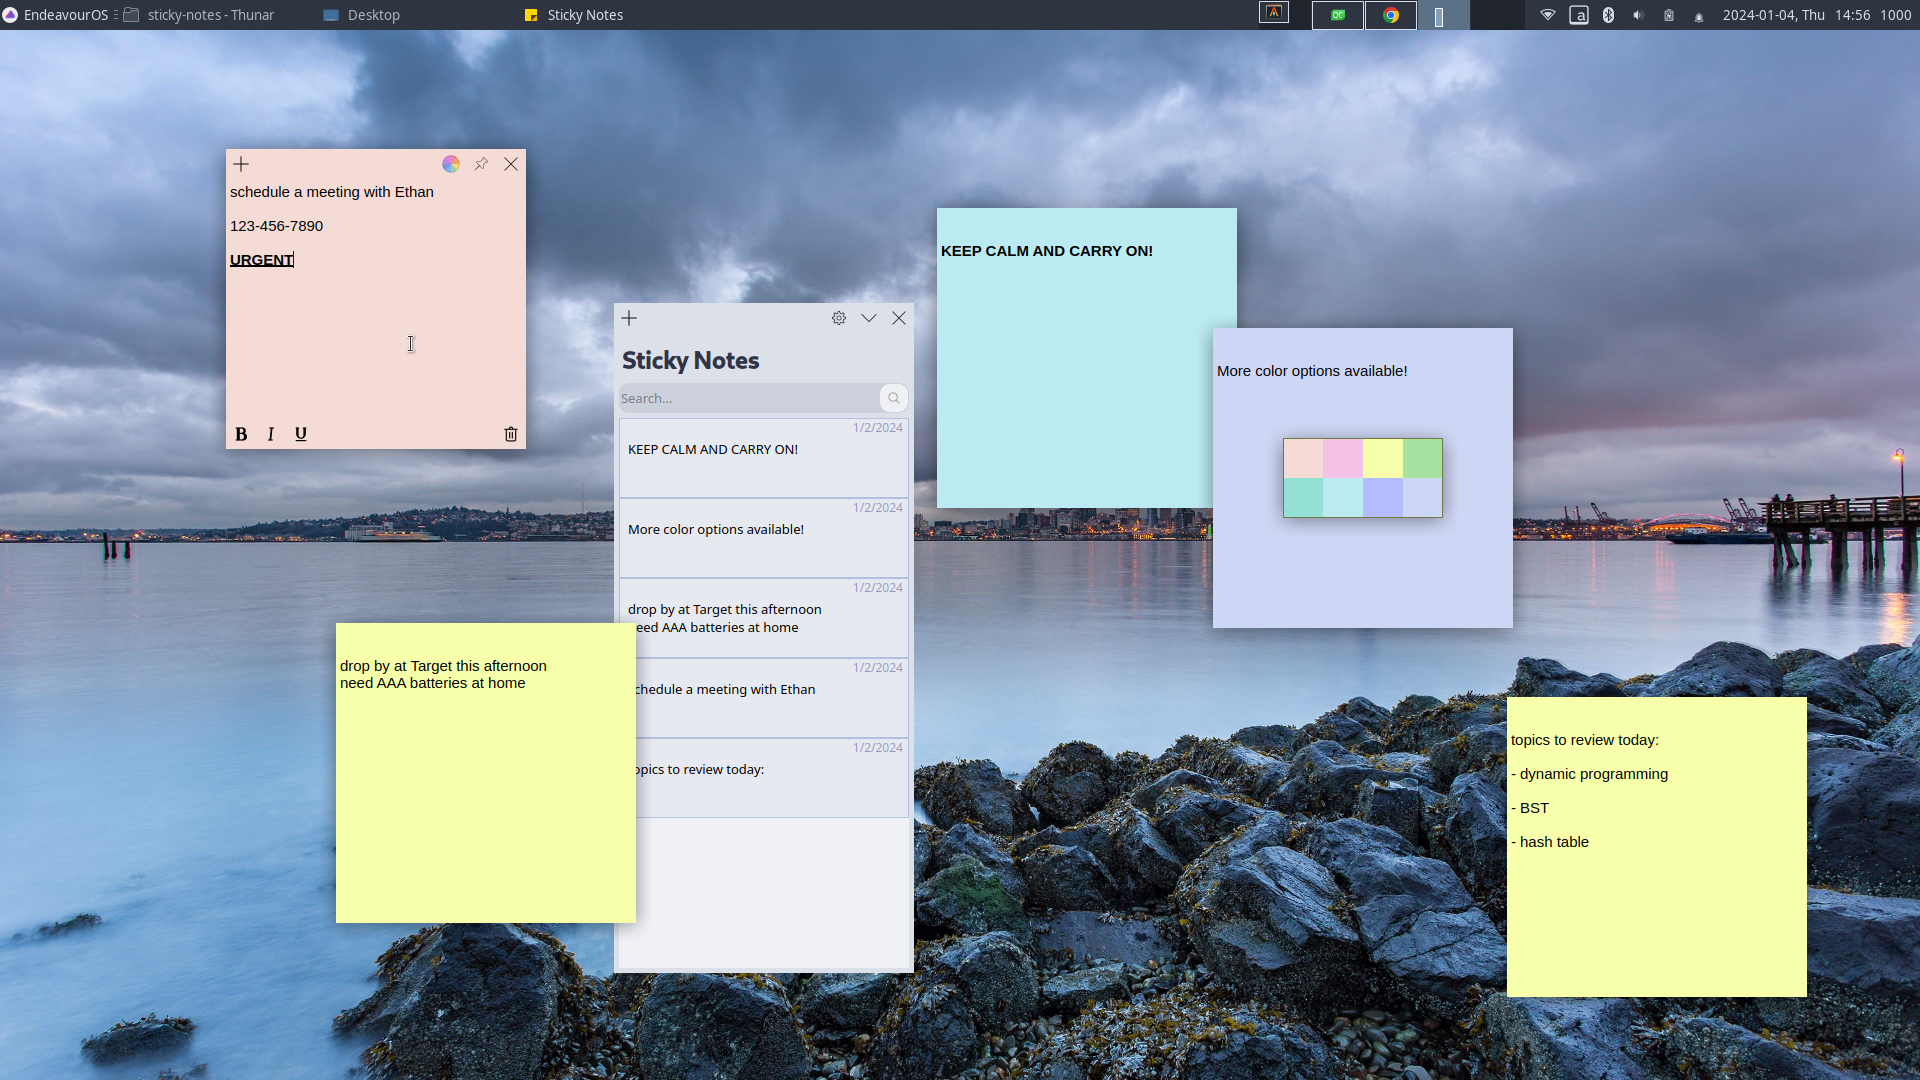 EndeavourOS
sticky-notes - Thunar
Desktop
Sticky Notes
a
2024-01-04, Thu
14:56
1000
schedule a meeting with Ethan
123-456-7890
URGENT
B I U
Sticky Notes
Search...
1/2/2024
KEEP CALM AND CARRY ON!
1/2/2024
More color options available!
1/2/2024
drop by at Target this afternoon
need AAA batteries at home
1/2/2024
schedule a meeting with Ethan
1/2/2024
topics to review today:
drop by at Target this afternoon
need AAA batteries at home
KEEP CALM AND CARRY ON!
More color options available!
topics to review today:
- dynamic programming
- BST
- hash table